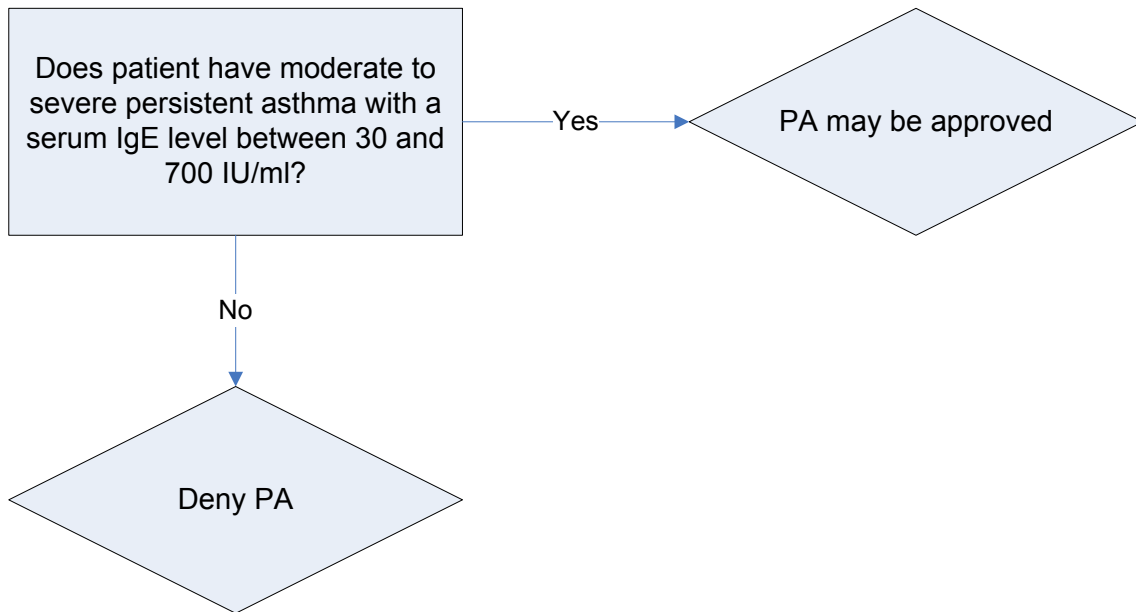 Does patient have moderate to
severe persistent asthma with a
serum IgE level between 30 and
700 IU/ml?
Yes
PA may be approved
No
Deny PA